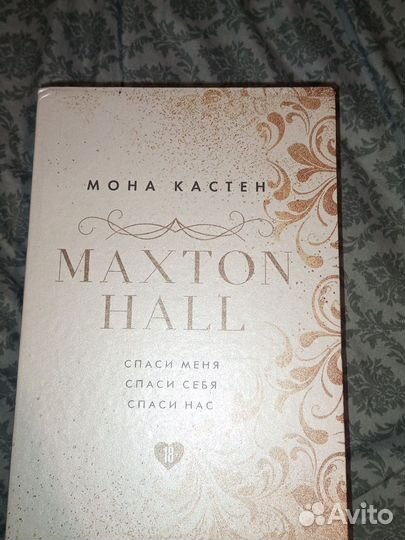 МОНА КАСТЕН
MAXTON
HALL
СПАСИ МЕНЯ
СПАСИ СЕБЯ
СПАСИ НАС
18
Avito